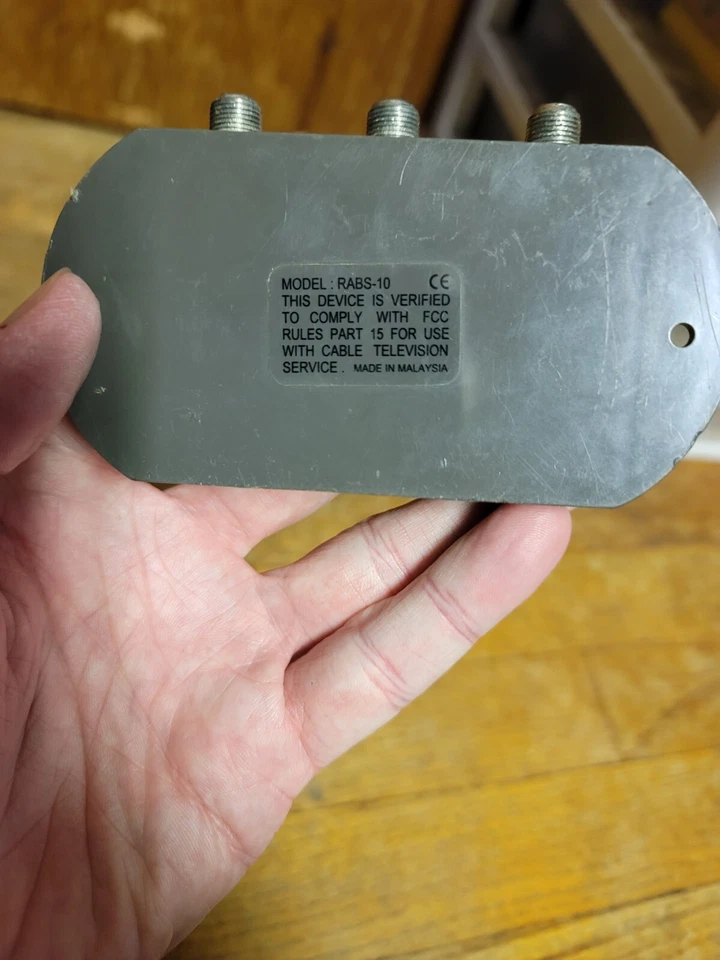 MODEL : RABS-10 CE
THIS DEVICE IS VERIFIED
TO COMPLY WITH FCC
RULES PART 15 FOR USE
WITH CABLE TELEVISION
SERVICE . MADE IN MALAYSIA